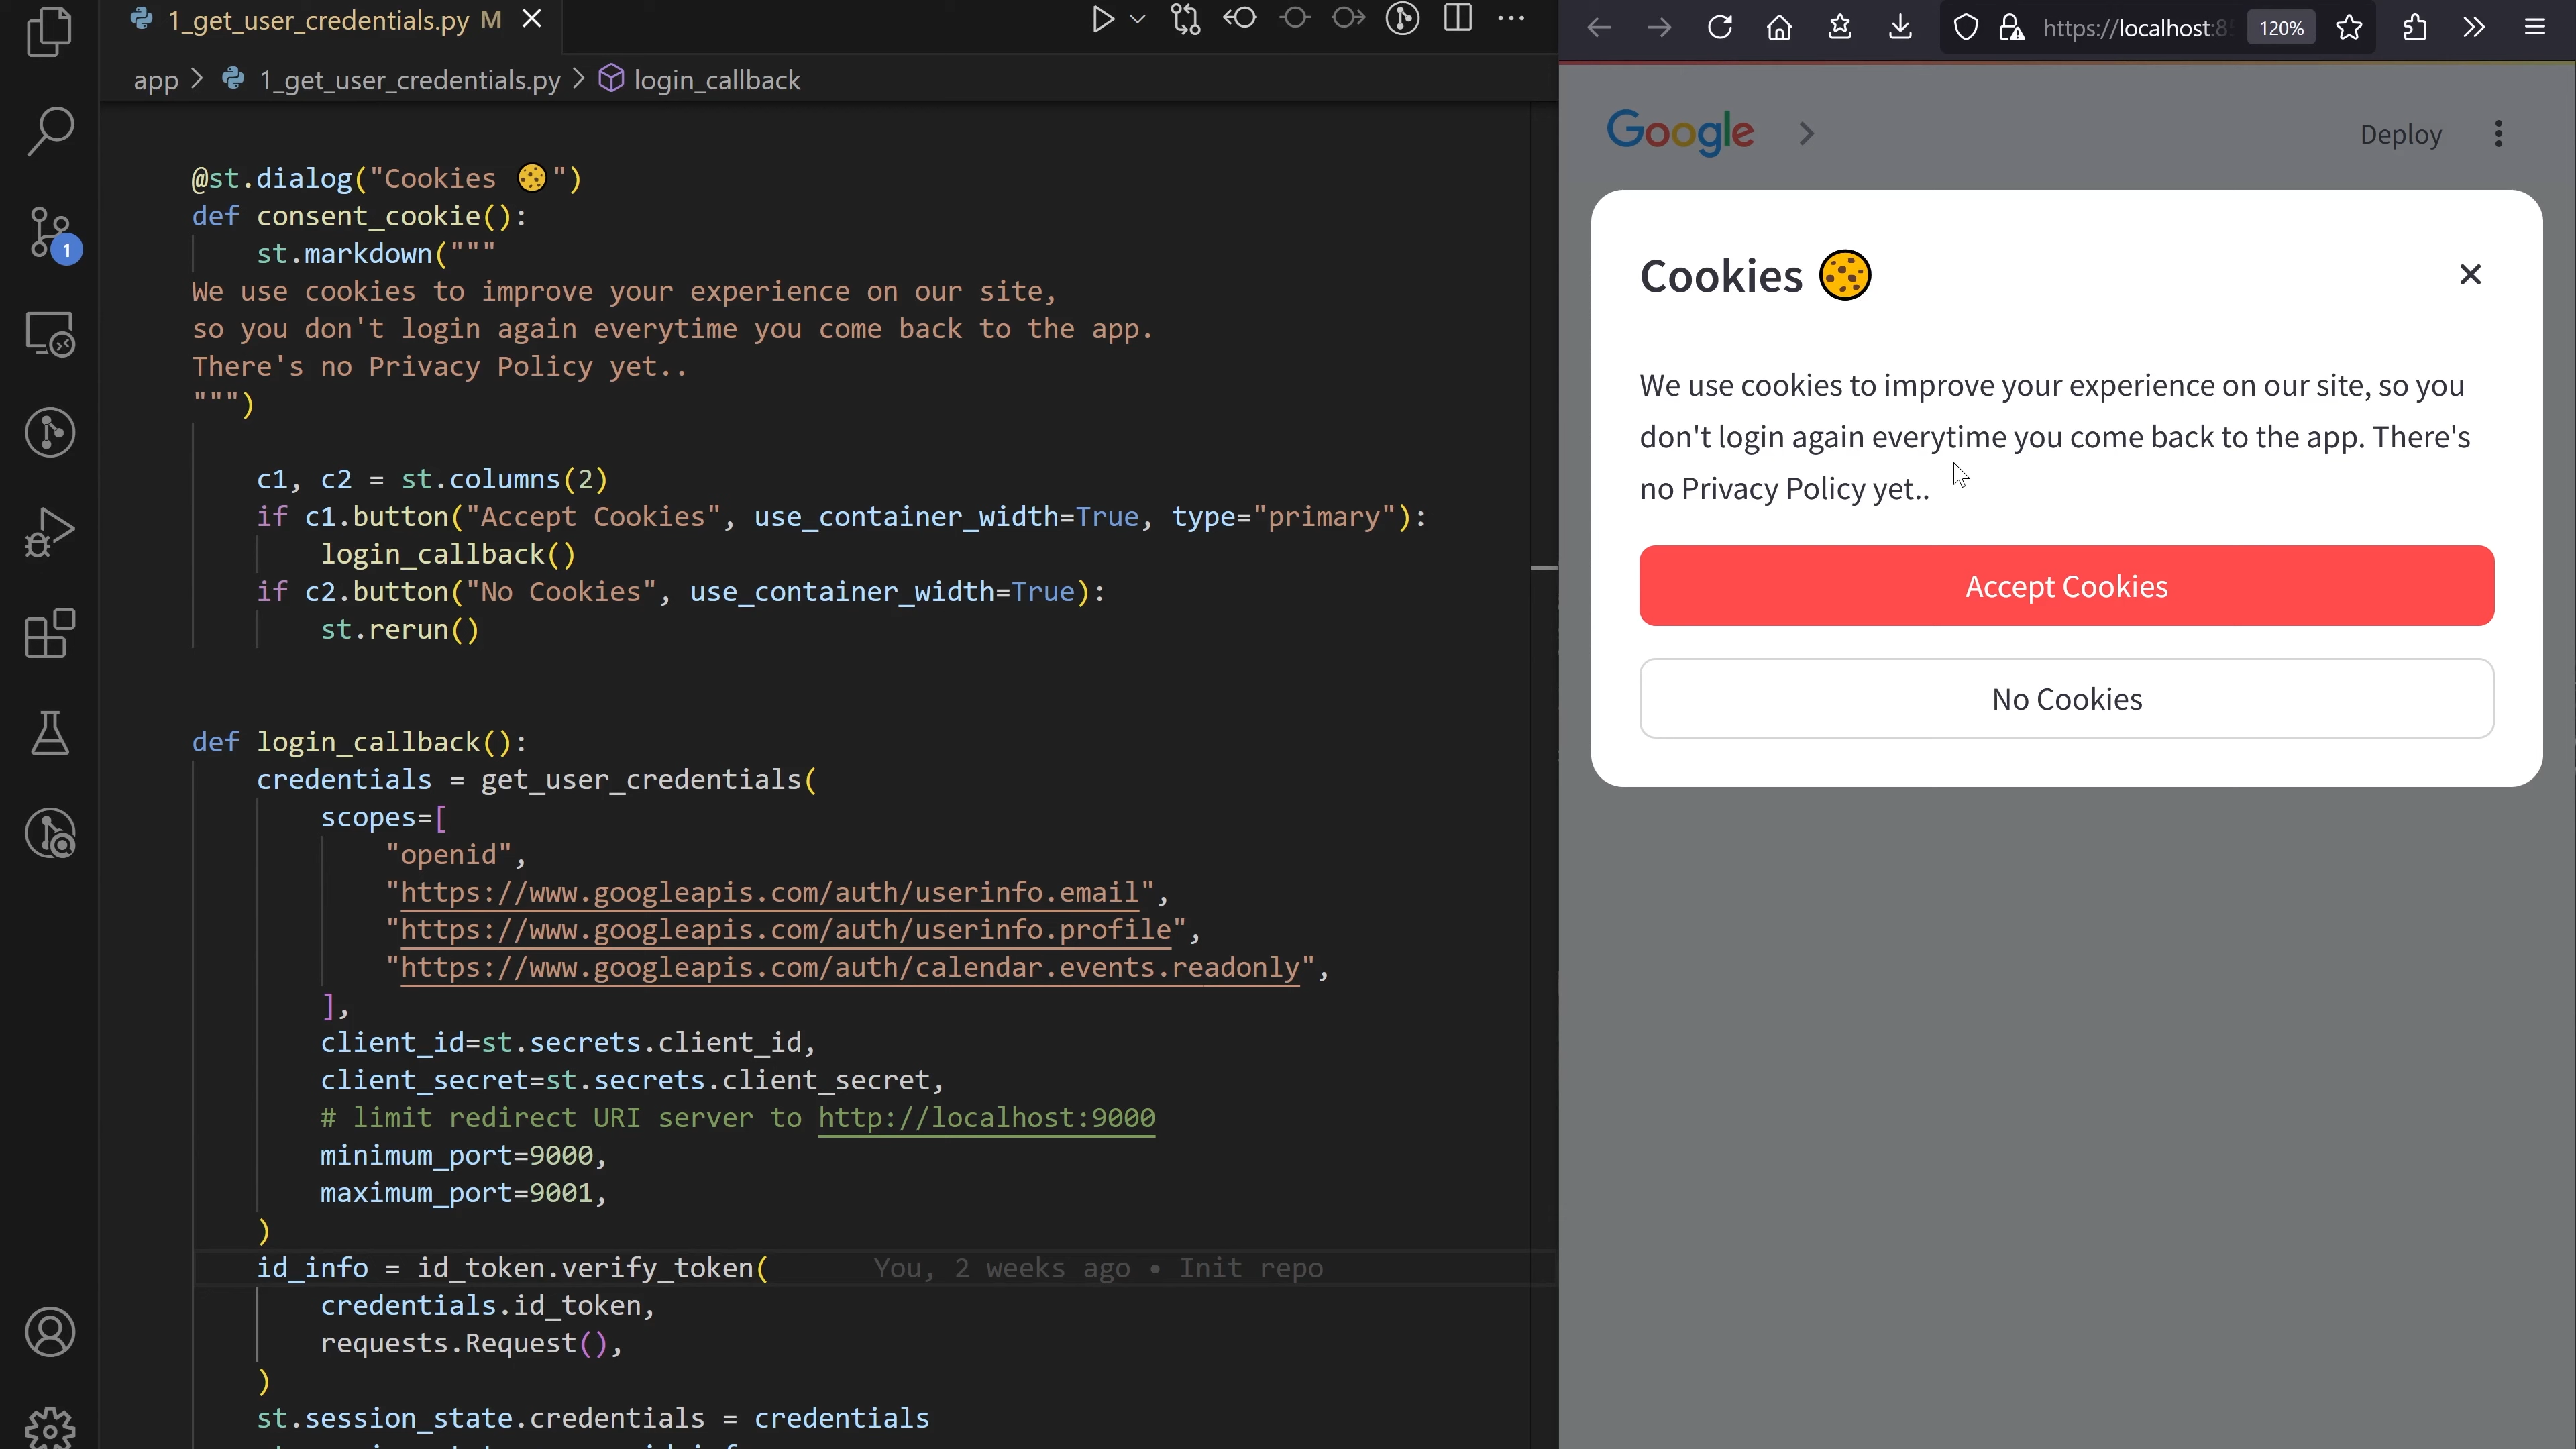 1_get_user_credentials.py M
app > 1_get_user_credentials.py > login_callback
@st.dialog("Cookies 🍪")
def consent_cookie():
    st.markdown("""
We use cookies to improve your experience on our site,
so you don't login again everytime you come back to the app.
There's no Privacy Policy yet..
""")
    c1, c2 = st.columns(2)
    if c1.button("Accept Cookies", use_container_width=True, type="primary"):
        login_callback()
    if c2.button("No Cookies", use_container_width=True):
        st.rerun()
def login_callback():
    credentials = get_user_credentials(
        scopes=[
            "openid",
            "https://www.googleapis.com/auth/userinfo.email",
            "https://www.googleapis.com/auth/userinfo.profile",
            "https://www.googleapis.com/auth/calendar.events.readonly",
        ],
        client_id=st.secrets.client_id,
        client_secret=st.secrets.client_secret,
        # limit redirect URI server to http://localhost:9000
        minimum_port=9000,
        maximum_port=9001,
    )
    id_info = id_token.verify_token( You, 2 weeks ago • Init repo
        credentials.id_token,
        requests.Request(),
    )
    st.session_state.credentials = credentials
1
https://localhost:8 120%
Google > Deploy
Cookies 🍪
We use cookies to improve your experience on our site, so you
don't login again everytime you come back to the app. There's
no Privacy Policy yet..
Accept Cookies
No Cookies